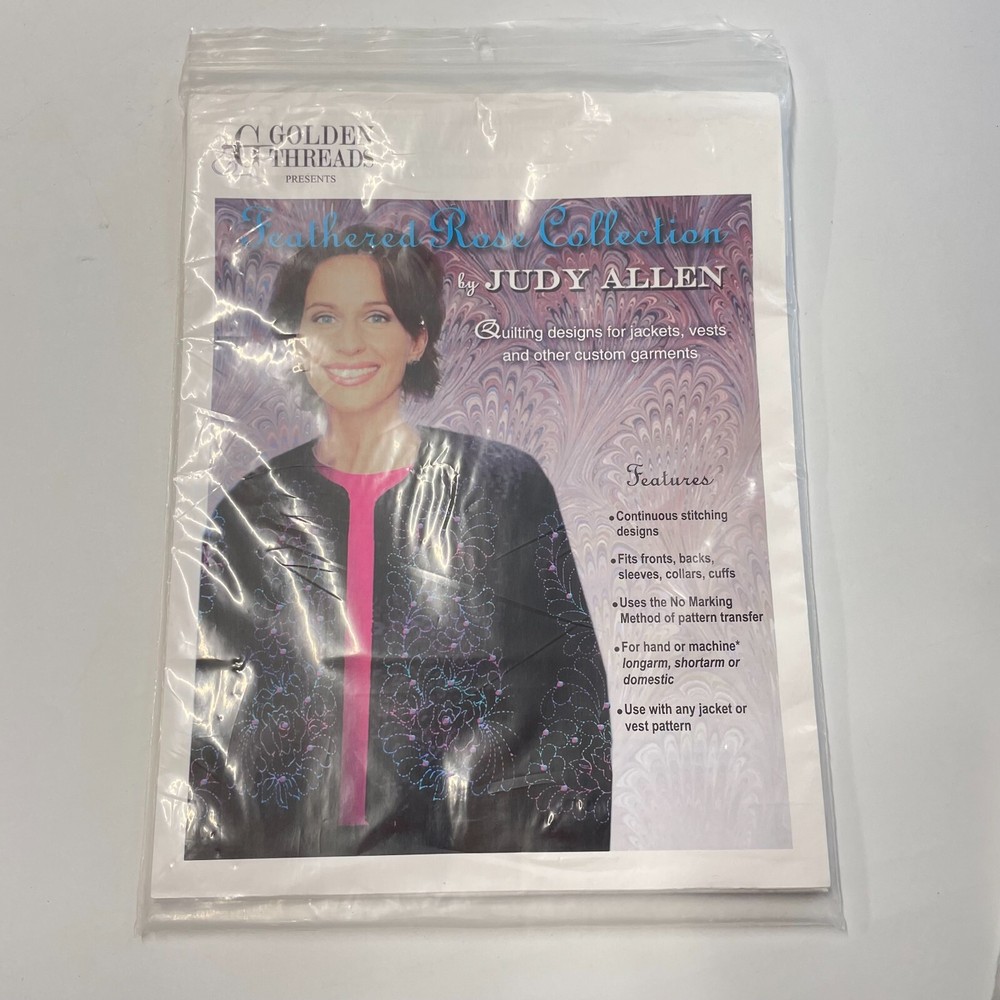 GOLDEN
THREADS
PRESENTS
Feathered Rose Collection
by JUDY ALLEN
Quilting designs for jackets, vests
and other custom garments
Features
• Continuous stitching
designs
• Fits fronts, backs,
sleeves, collars, cuffs
• Uses the No Marking
Method of pattern transfer
• For hand or machine*
longarm, shortarm or
domestic
• Use with any jacket or
vest pattern